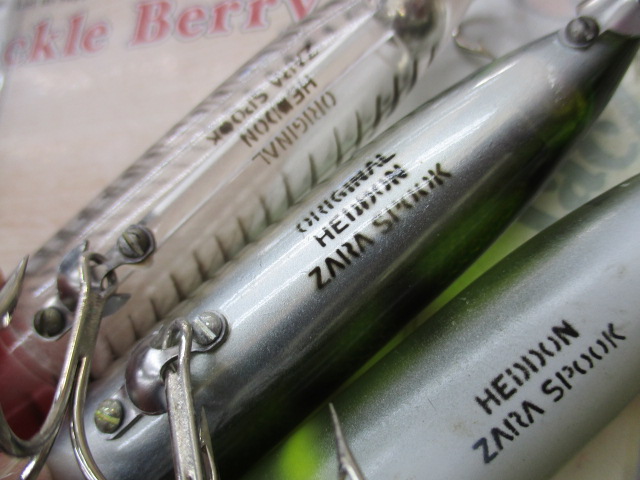 ckle Berry
ORIGINAL
HEDDON
ZARA SPOOK
ORIGINAL
HEDDON
ZARA SPOOK
HEDDON
ZARA SPOOK